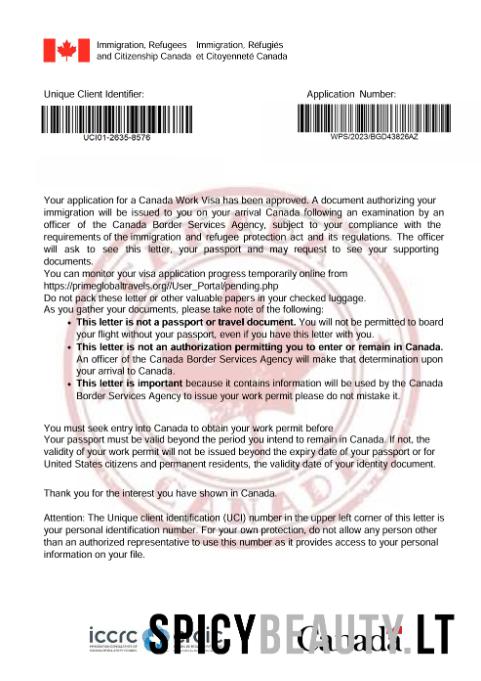 Immigration, Refugees Immigration, Réfugiés
and Citizenship Canada et Citoyenneté Canada
Unique Client Identifier: Application Number:
UCI01-2635-8576 WPS/2023/BGD43826AZ
Your application for a Canada Work Visa has been approved. A document authorizing your
immigration will be issued to you on your arrival Canada following an examination by an
officer of the Canada Border Services Agency, subject to your compliance with the
requirements of the immigration and refugee protection act and its regulations. The officer
will ask to see this letter, your passport and may request to see your supporting
documents.
You can monitor your visa application progress temporarily online from
https://primeglobaltravels.org//User_Portal/pending.php
Do not pack these letter or other valuable papers in your checked luggage.
As you gather your documents, please take note of the following:
• This letter is not a passport or travel document. You will not be permitted to board
your flight without your passport, even if you have this letter with you.
• This letter is not an authorization permitting you to enter or remain in Canada.
An officer of the Canada Border Services Agency will make that determination upon
your arrival to Canada.
• This letter is important because it contains information will be used by the Canada
Border Services Agency to issue your work permit please do not mistake it.
You must seek entry into Canada to obtain your work permit before
Your passport must be valid beyond the period you intend to remain in Canada. If not, the
validity of your work permit will not be issued beyond the expiry date of your passport or for
United States citizens and permanent residents, the validity date of your identity document.
Thank you for the interest you have shown in Canada.
Attention: The Unique client identification (UCI) number in the upper left corner of this letter is
your personal identification number. For your own protection, do not allow any person other
than an authorized representative to use this number as it provides access to your personal
information on your file.
CANADA
iccrc crcic Canada
SPICYBEAUTY.LT